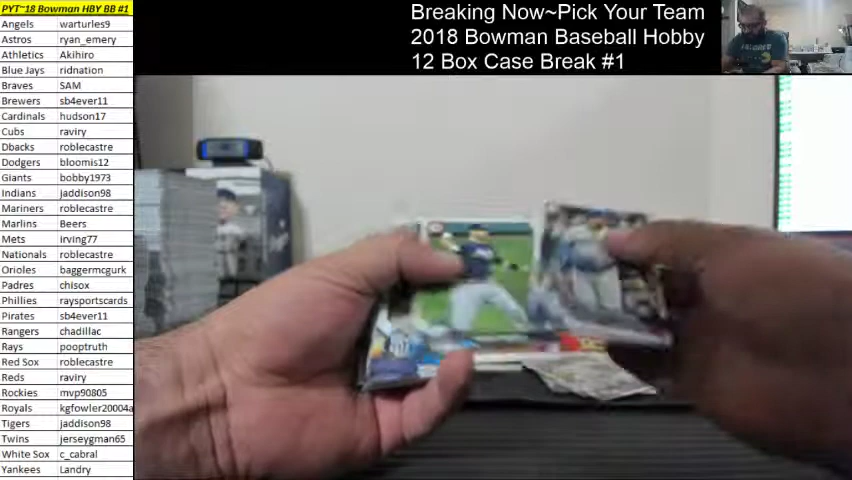 PYT~18 Bowman HBY BB #1
Angels warturles9
Astros ryan_emery
Athletics Akihiro
Blue Jays ridnation
Braves SAM
Brewers sb4ever11
Cardinals hudson17
Cubs raviry
Dbacks roblecastre
Dodgers bloomis12
Giants bobby1973
Indians jaddison98
Mariners roblecastre
Marlins Beers
Mets irving77
Nationals roblecastre
Orioles baggermcgurk
Padres chisox
Phillies raysportscards
Pirates sb4ever11
Rangers chadillac
Rays pooptruth
Red Sox roblecastre
Reds raviry
Rockies mvp90805
Royals kgfowler20004a
Tigers jaddison98
Twins jerseygman65
White Sox c_cabral
Yankees Landry
Breaking Now~Pick Your Team
2018 Bowman Baseball Hobby
12 Box Case Break #1